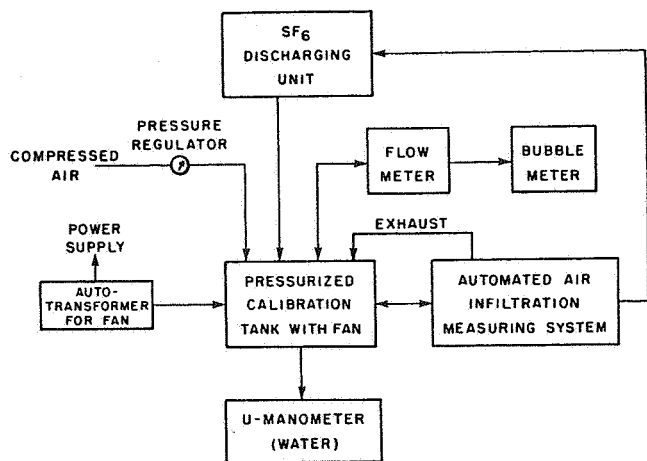 SF6
DISCHARGING
UNIT
PRESSURE
REGULATOR
COMPRESSED
AIR
FLOW
METER
BUBBLE
METER
POWER
SUPPLY
EXHAUST
AUTO-
TRANSFORMER
FOR FAN
PRESSURIZED
CALIBRATION
TANK WITH FAN
AUTOMATED AIR
INFILTRATION
MEASURING SYSTEM
U-MANOMETER
(WATER)